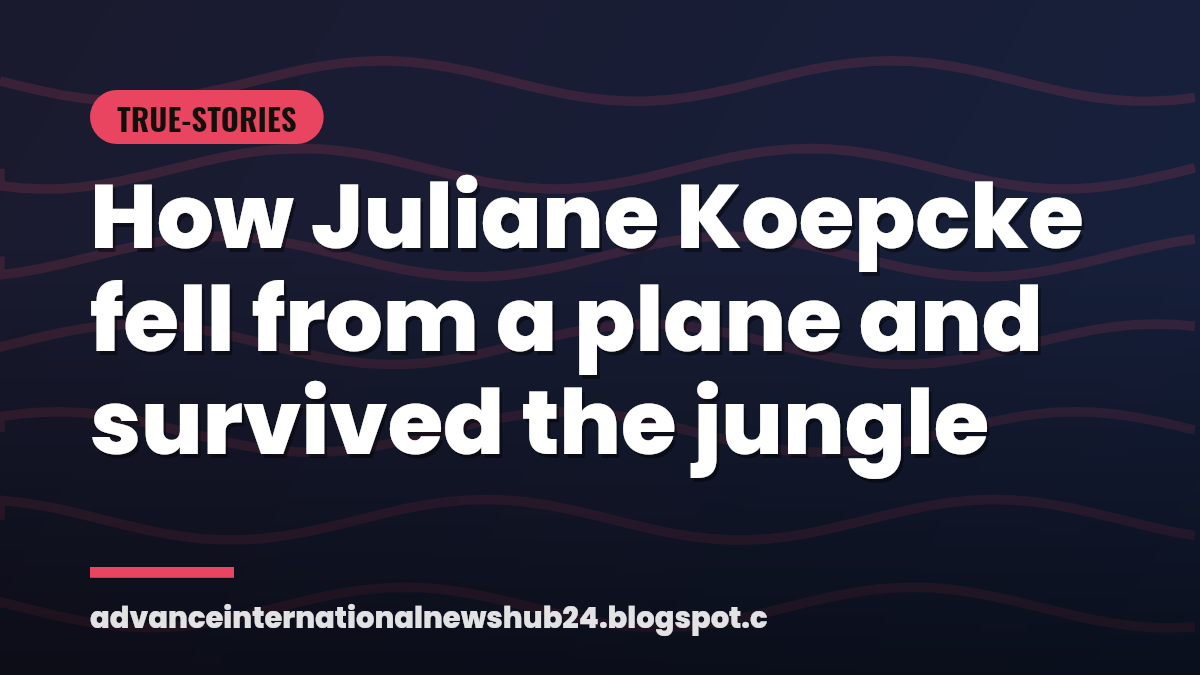 TRUE-STORIES
How Juliane Koepcke
fell from a plane and
survived the jungle
advanceinternationalnewshub24.blogspot.c